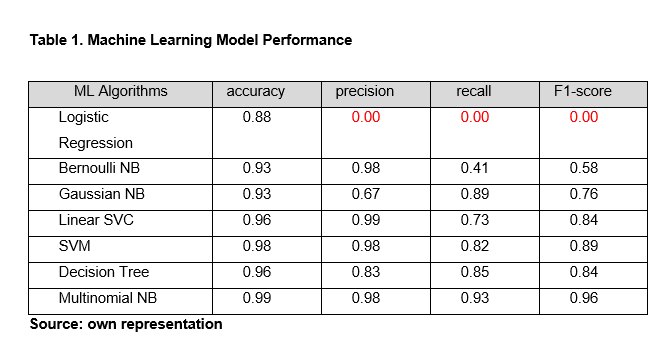 Table 1. Machine Learning Model Performance
ML Algorithms accuracy precision recall F1-score
Logistic 0.88 0.00 0.00 0.00
Regression
Bernoulli NB 0.93 0.98 0.41 0.58
Gaussian NB 0.93 0.67 0.89 0.76
Linear SVC 0.96 0.99 0.73 0.84
SVM 0.98 0.98 0.82 0.89
Decision Tree 0.96 0.83 0.85 0.84
Multinomial NB 0.99 0.98 0.93 0.96
Source: own representation